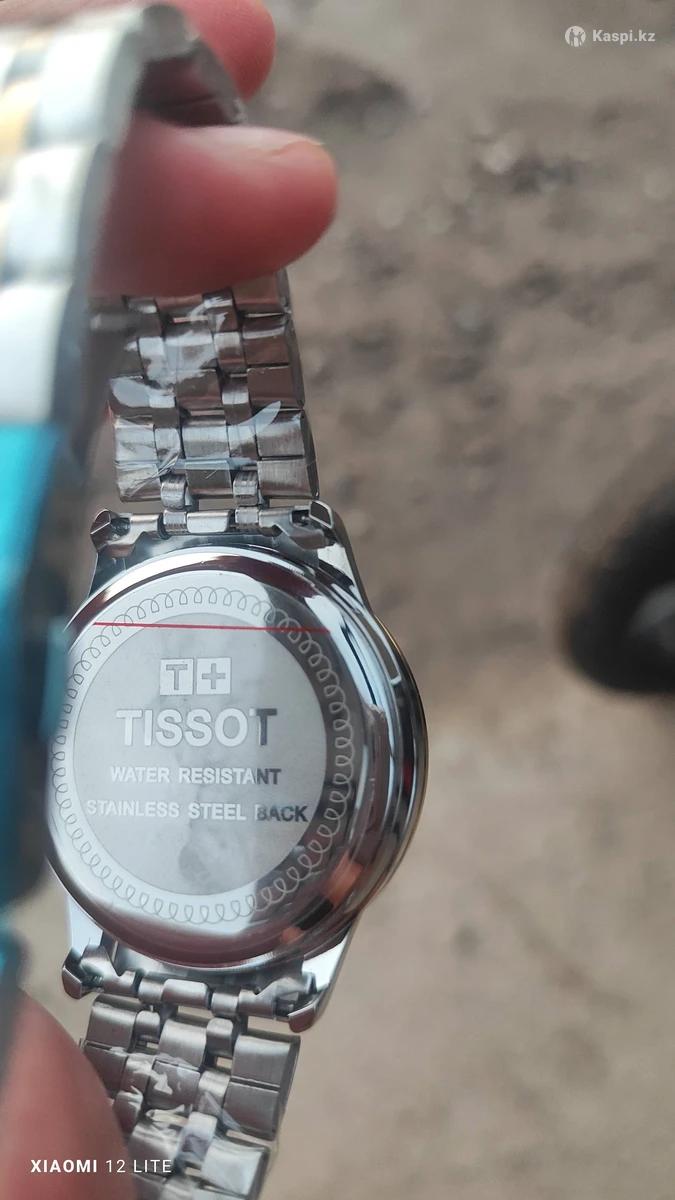 Kaspi.kz
T+
TISSOT
WATER RESISTANT
STAINLESS STEEL BACK
XIAOMI 12 LITE